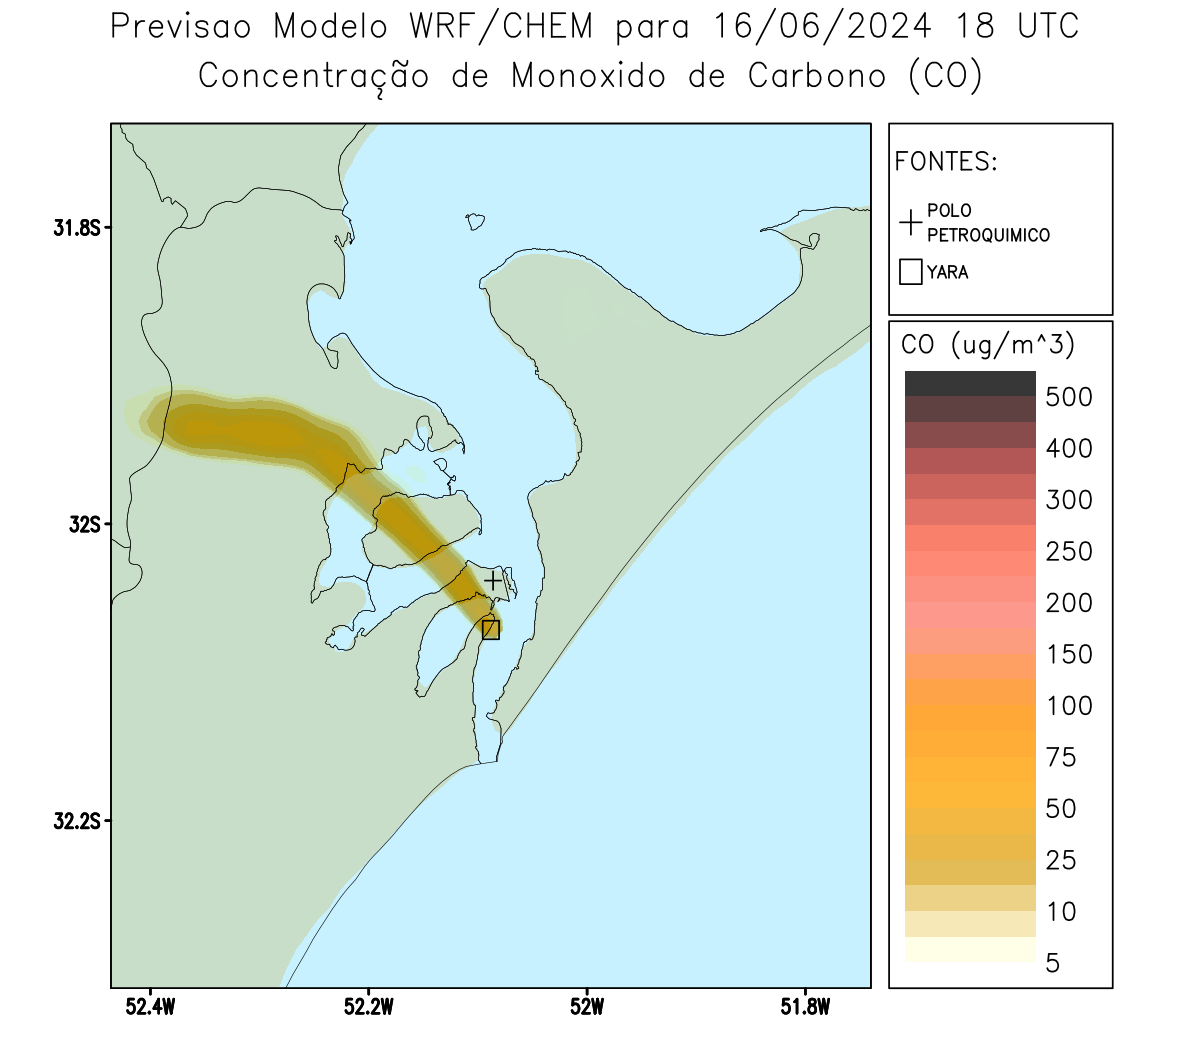 Previsao Modelo WRF/CHEM para 16/06/2024 18 UTC
Concentração de Monoxido de Carbono (CO)
FONTES:
POLO
PETROQUIMICO
YARA
CO (ug/m^3)
500
400
300
250
200
150
100
75
50
25
10
5
31.8S
32S
32.2S
52.4W
52.2W
52W
51.8W